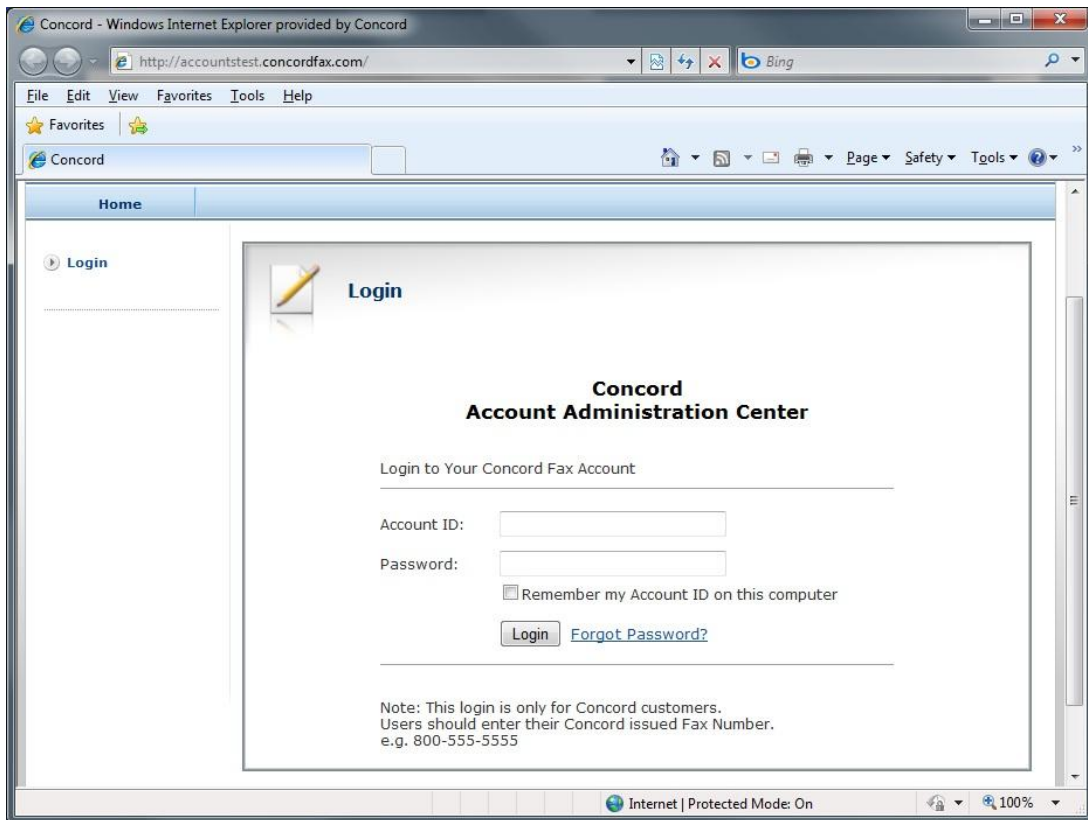 Concord - Windows Internet Explorer provided by Concord
http://accountstest.concordfax.com/
Bing
File Edit View Favorites Tools Help
Favorites
Concord
Page Safety Tools
Home
Login
Login
Concord
Account Administration Center
Login to Your Concord Fax Account
Account ID:
Password:
Remember my Account ID on this computer
Login Forgot Password?
Note: This login is only for Concord customers.
Users should enter their Concord issued Fax Number.
e.g. 800-555-5555
Internet | Protected Mode: On 100%